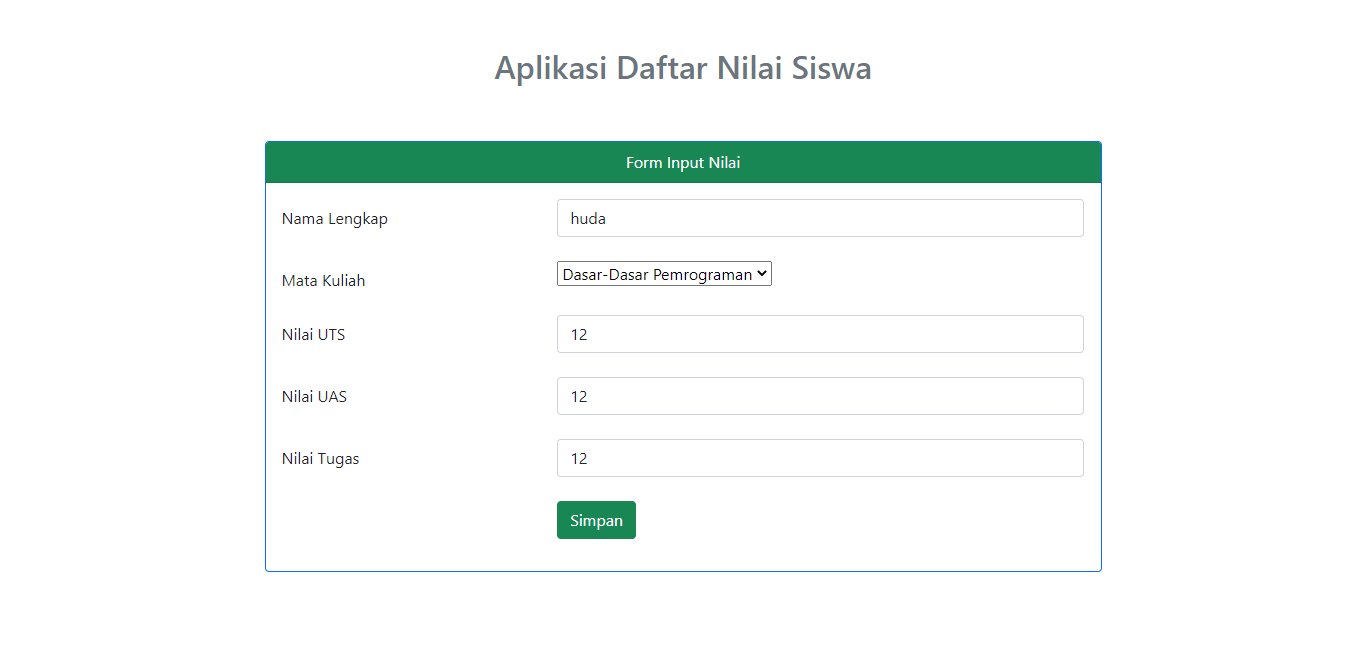 Aplikasi Daftar Nilai Siswa
Form Input Nilai
Nama Lengkap huda
Mata Kuliah Dasar-Dasar Pemrograman
Nilai UTS 12
Nilai UAS 12
Nilai Tugas 12
Simpan